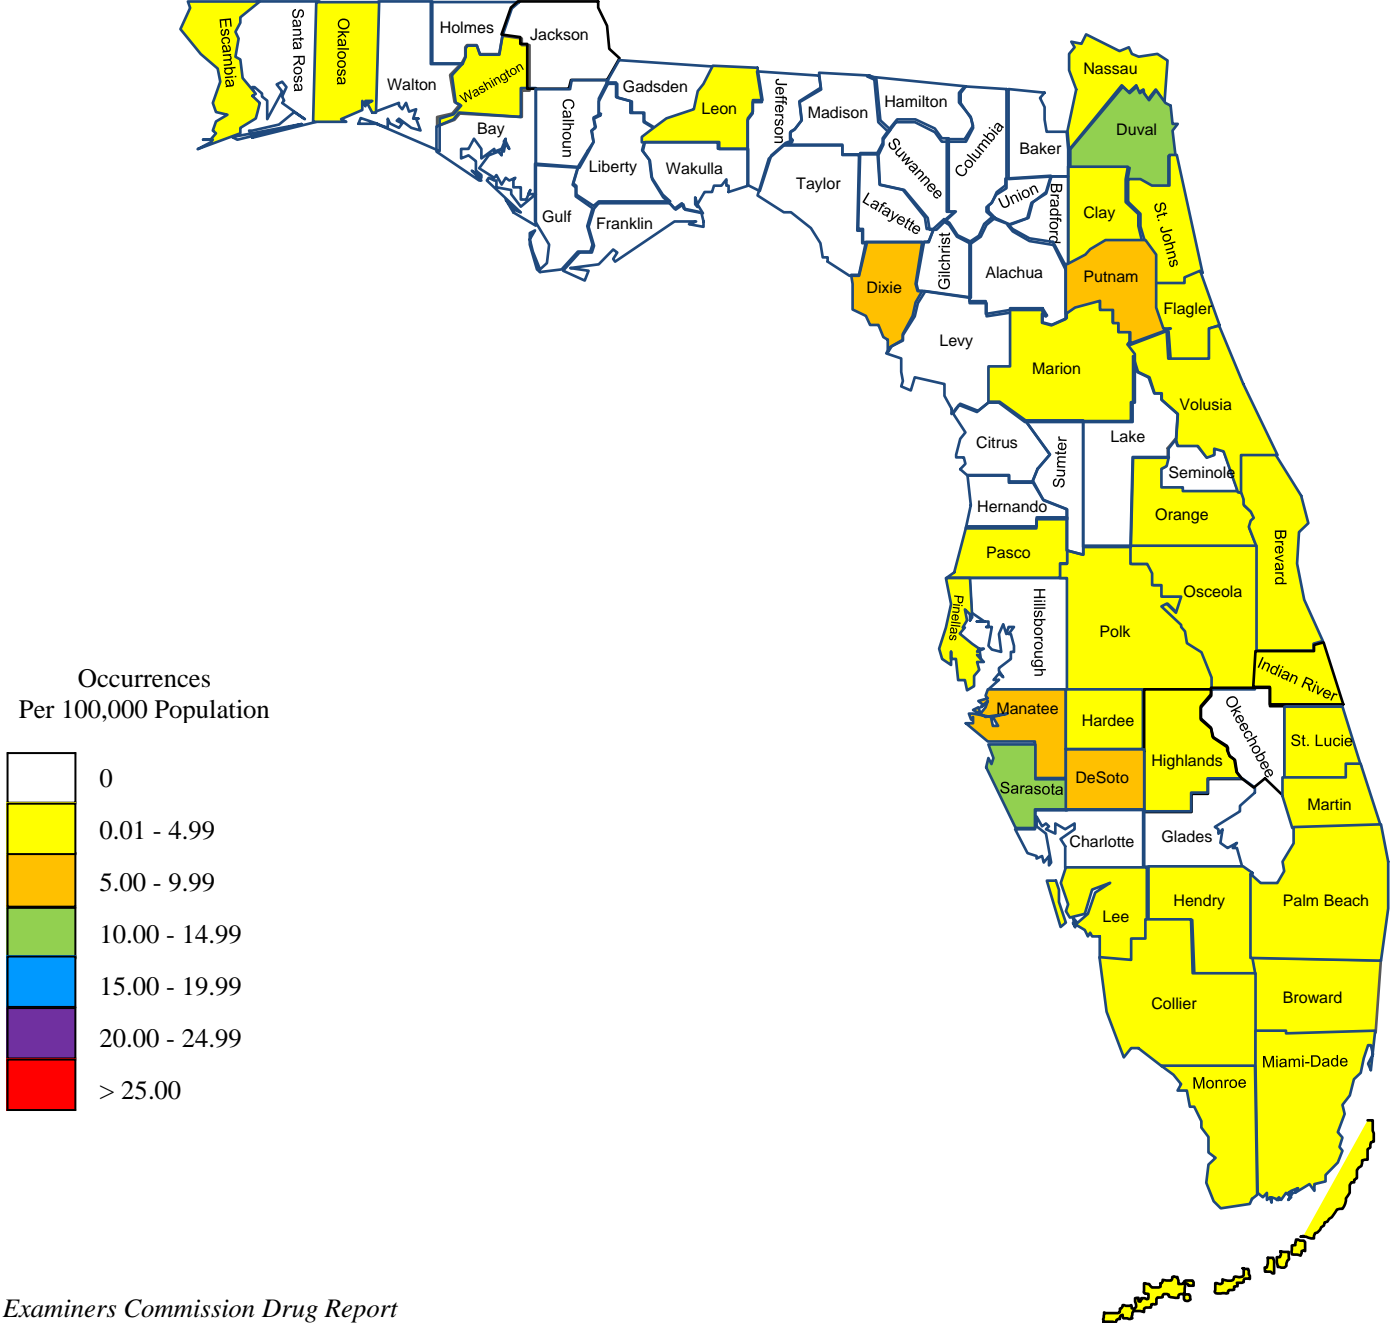 Escambia
Santa Rosa
Okaloosa
Walton
Holmes
Washington
Jackson
Bay
Calhoun
Gulf
Liberty
Gadsden
Franklin
Leon
Wakulla
Jefferson
Madison
Taylor
Hamilton
Suwannee
Lafayette
Columbia
Baker
Union
Bradford
Nassau
Duval
Clay
St. Johns
Dixie
Gilchrist
Alachua
Putnam
Flagler
Levy
Marion
Volusia
Citrus
Sumter
Lake
Seminole
Hernando
Orange
Brevard
Pasco
Osceola
Pinellas
Hillsborough
Polk
Indian River
Manatee
Hardee
Okeechobee
St. Lucie
Highlands
DeSoto
Sarasota
Martin
Charlotte
Glades
Lee
Hendry
Palm Beach
Collier
Broward
Miami-Dade
Monroe
Occurrences
Per 100,000 Population
0
0.01 - 4.99
5.00 - 9.99
10.00 - 14.99
15.00 - 19.99
20.00 - 24.99
> 25.00
Examiners Commission Drug Report